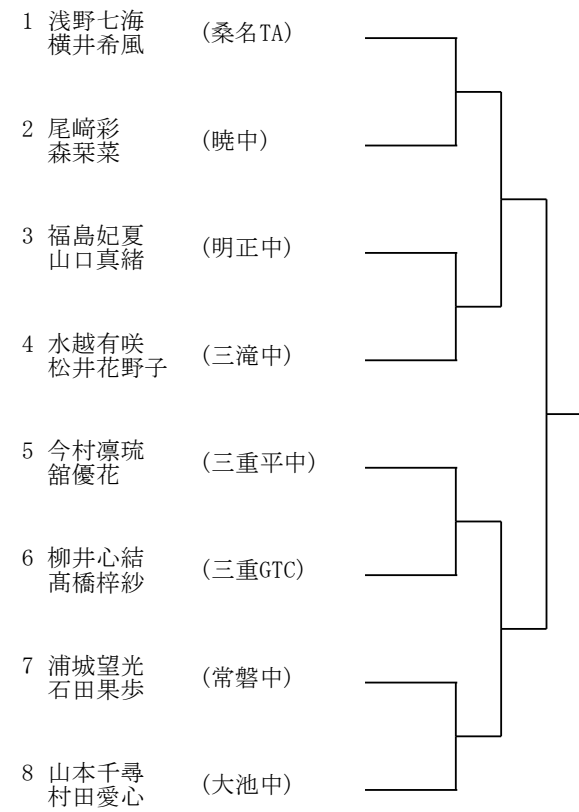 1 浅野七海
横井希風
(桑名TA)
2 尾﨑彩
森栞菜
(暁中)
3 福島妃夏
山口真緒
(明正中)
4 水越有咲
松井花野子
(三滝中)
5 今村凛琉
舘優花
(三重平中)
6 柳井心結
髙橋梓紗
(三重GTC)
7 浦城望光
石田果歩
(常磐中)
8 山本千尋
村田愛心
(大池中)